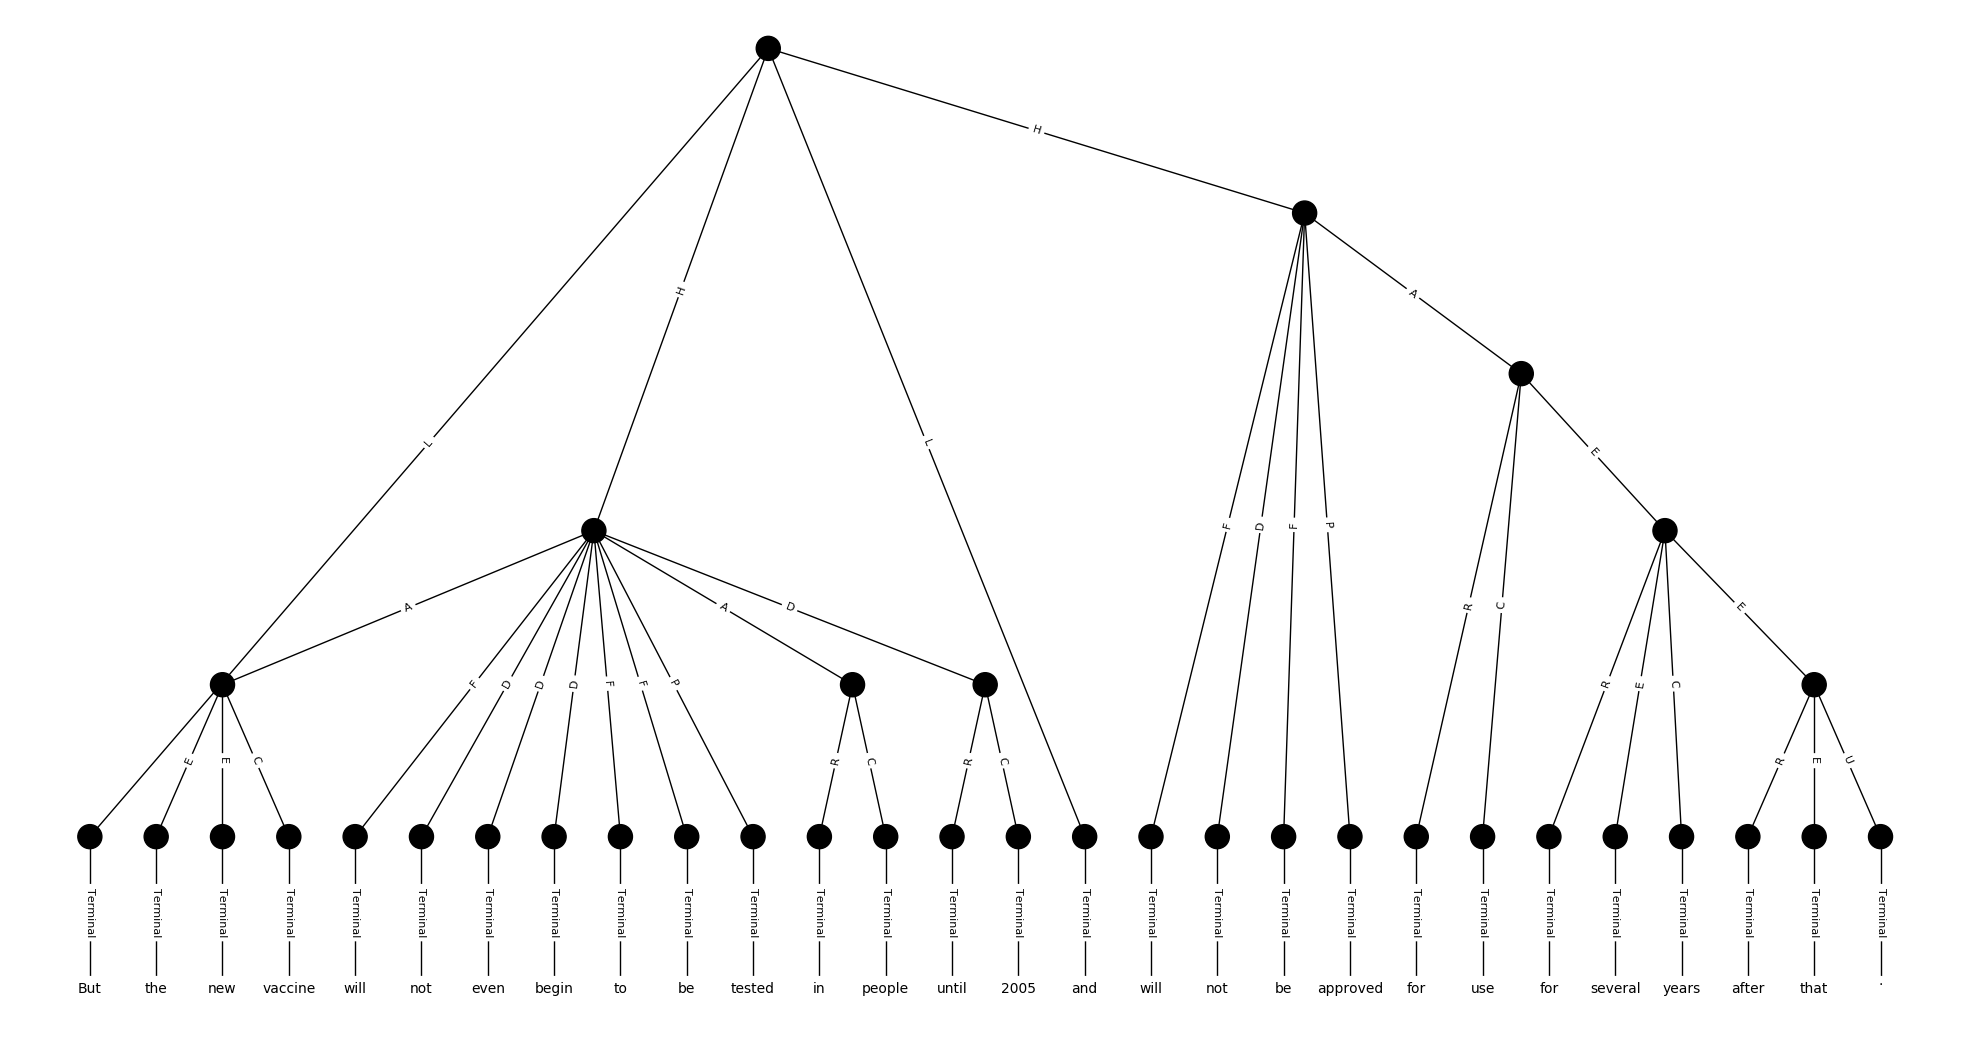 H
H
A
L
L
E
F D F P
A A D R C E
F D D D F F P R E C
E E C R C R C R E U
Terminal Terminal Terminal Terminal Terminal Terminal Terminal Terminal Terminal Terminal Terminal Terminal Terminal Terminal Terminal Terminal Terminal Terminal Terminal Terminal Terminal Terminal Terminal Terminal Terminal Terminal Terminal Terminal
But the new vaccine will not even begin to be tested in people until 2005 and will not be approved for use for several years after that .